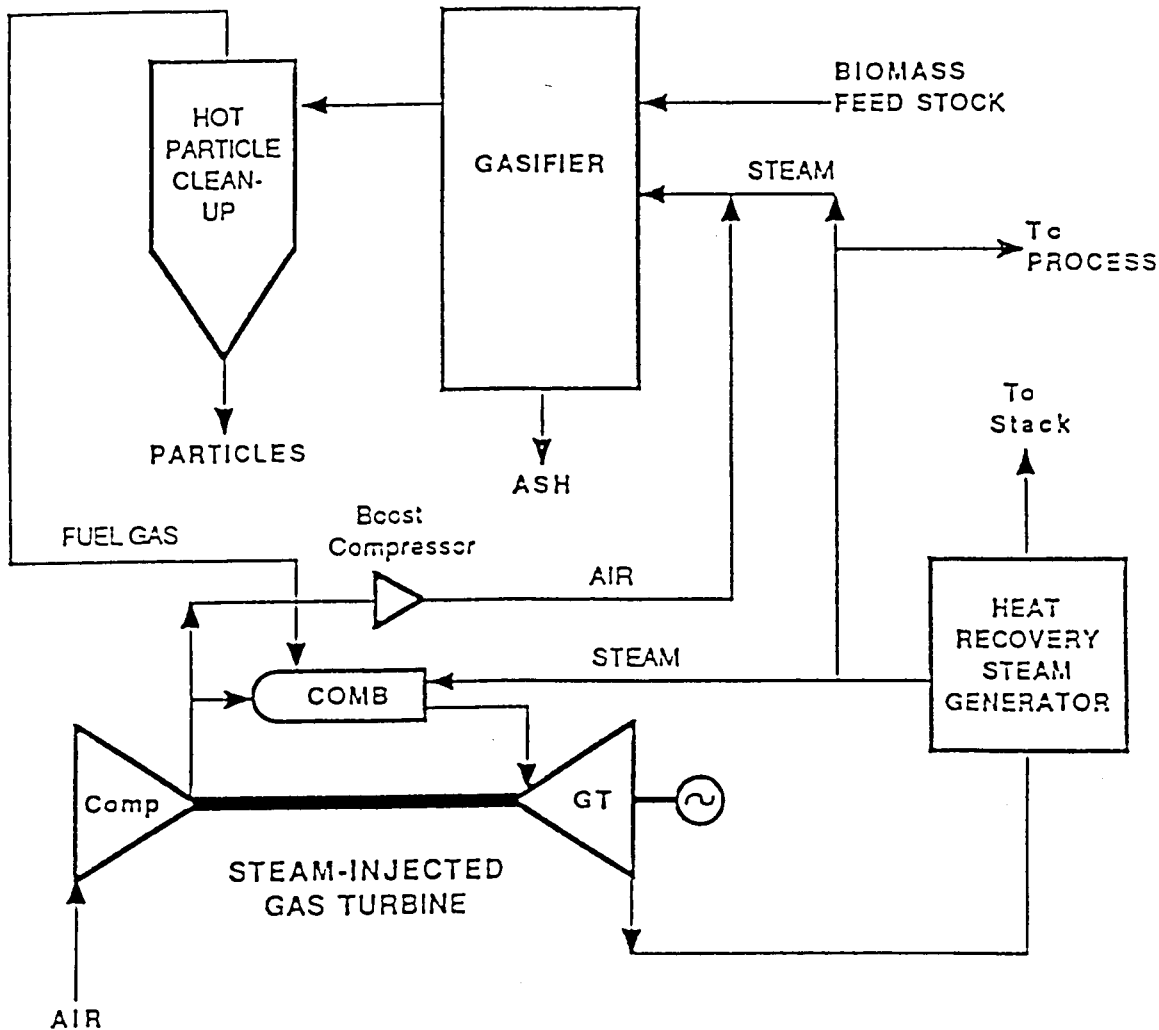 BIOMASS
FEED STOCK
HOT
PARTICLE
CLEAN-
UP
GASIFIER
STEAM
To
PROCESS
To
Stack
PARTICLES
ASH
FUEL GAS
Boost
Compressor
AIR
HEAT
RECOVERY
STEAM
GENERATOR
STEAM
COMB
Comp
GT
STEAM-INJECTED
GAS TURBINE
AIR